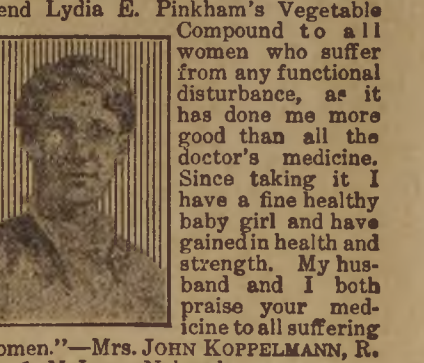 end Lydia E. Pinkham's Vegetable
Compound to all
women who suffer
from any functional
disturbance, as it
has done me more
good than all the
doctor's medicine.
Since taking it I
have a fine healthy
baby girl and have
gained in health and
strength. My hus-
band and I both
praise your med-
icine to all suffering
omen."—Mrs. JOHN KOPPELMANN, R.